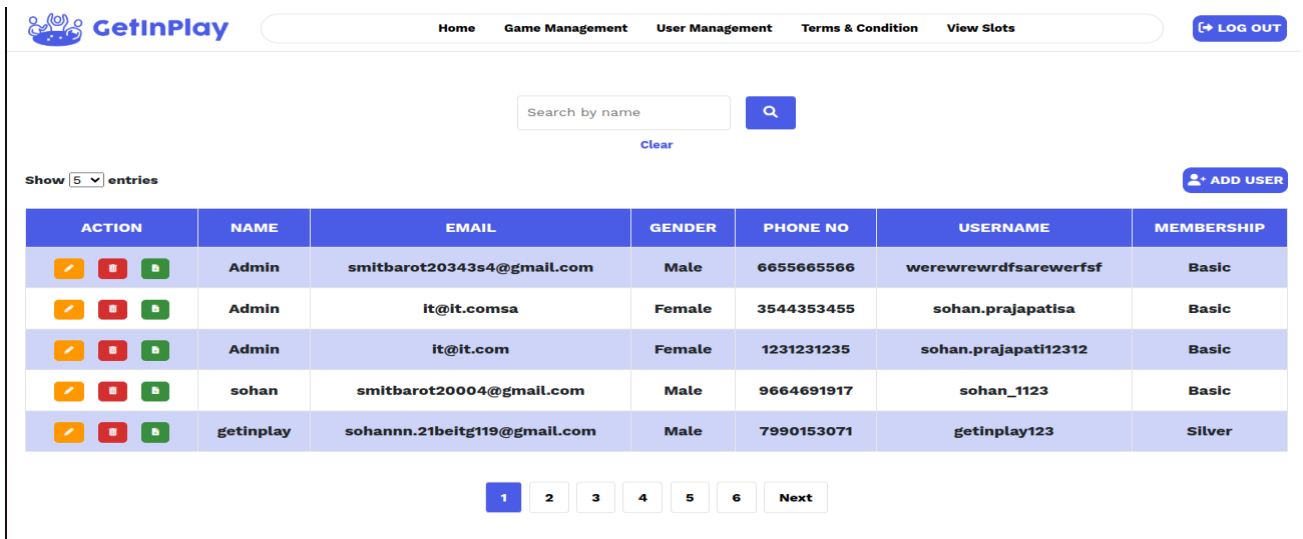 GetInPlay Home Game Management User Management Terms & Condition View Slots LOG OUT
Search by name
Clear
Show 5 entries ADD USER
ACTION NAME EMAIL GENDER PHONE NO USERNAME MEMBERSHIP
Admin smitbarot20343s4@gmail.com Male 6655665566 werewrewrdfsarewerfsf Basic
Admin it@it.comsa Female 3544353455 sohan.prajapatisa Basic
Admin it@it.com Female 1231231235 sohan.prajapati12312 Basic
sohan smitbarot20004@gmail.com Male 9664691917 sohan_1123 Basic
getinplay sohannn.21beitg119@gmail.com Male 7990153071 getinplay123 Silver
1 2 3 4 5 6 Next